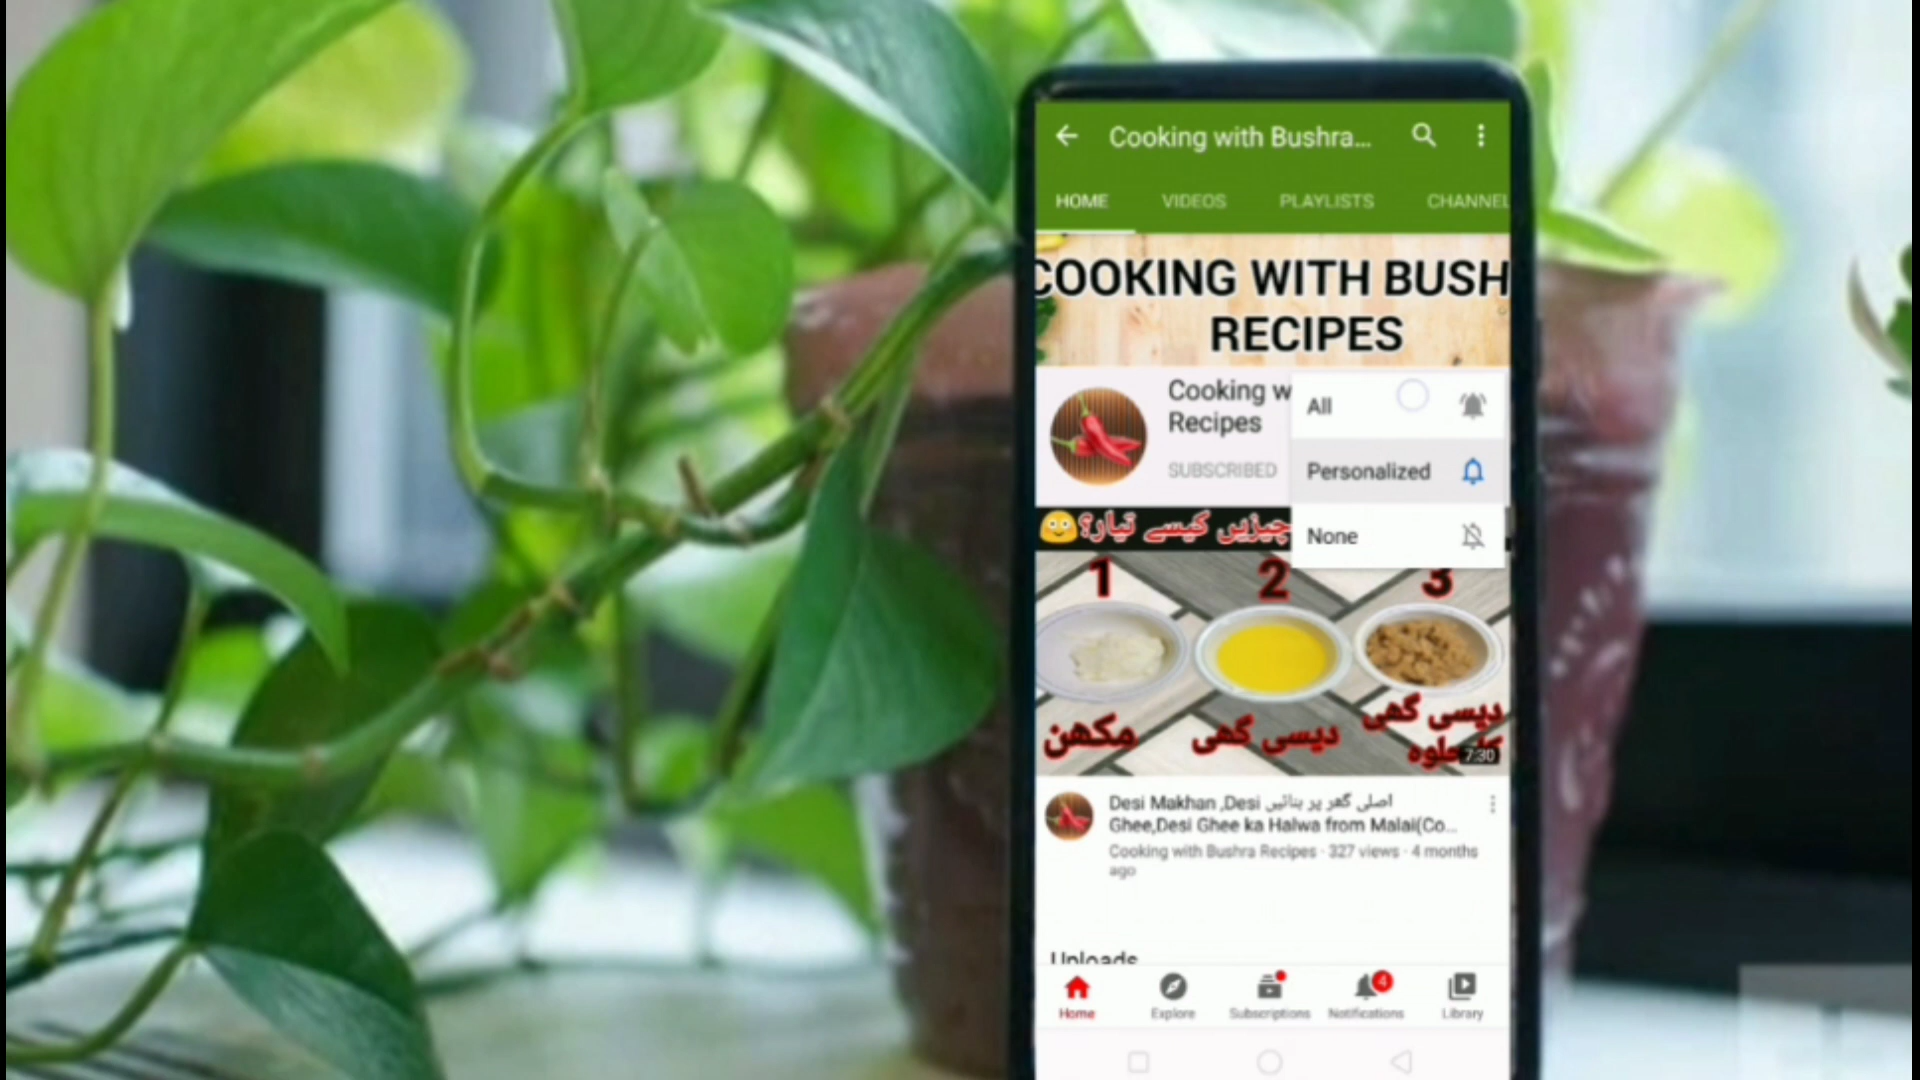 Cooking with Bushra...
HOME VIDEOS PLAYLISTS CHANNEL
COOKING WITH BUSH
RECIPES
Cooking w
Recipes
SUBSCRIBED
All
Personalized
None
چیزیں کیسے تیار؟
1 2 3
مکھن
دیسی گھی
دیسی گھی
کا حلوہ
7:30
Desi Makhan ,Desi اصلی گھر پر بنائیں
Ghee,Desi Ghee ka Halwa from Malai(Co...
Cooking with Bushra Recipes · 327 views · 4 months
ago
Uploads
4
Home Explore Subscriptions Notifications Library